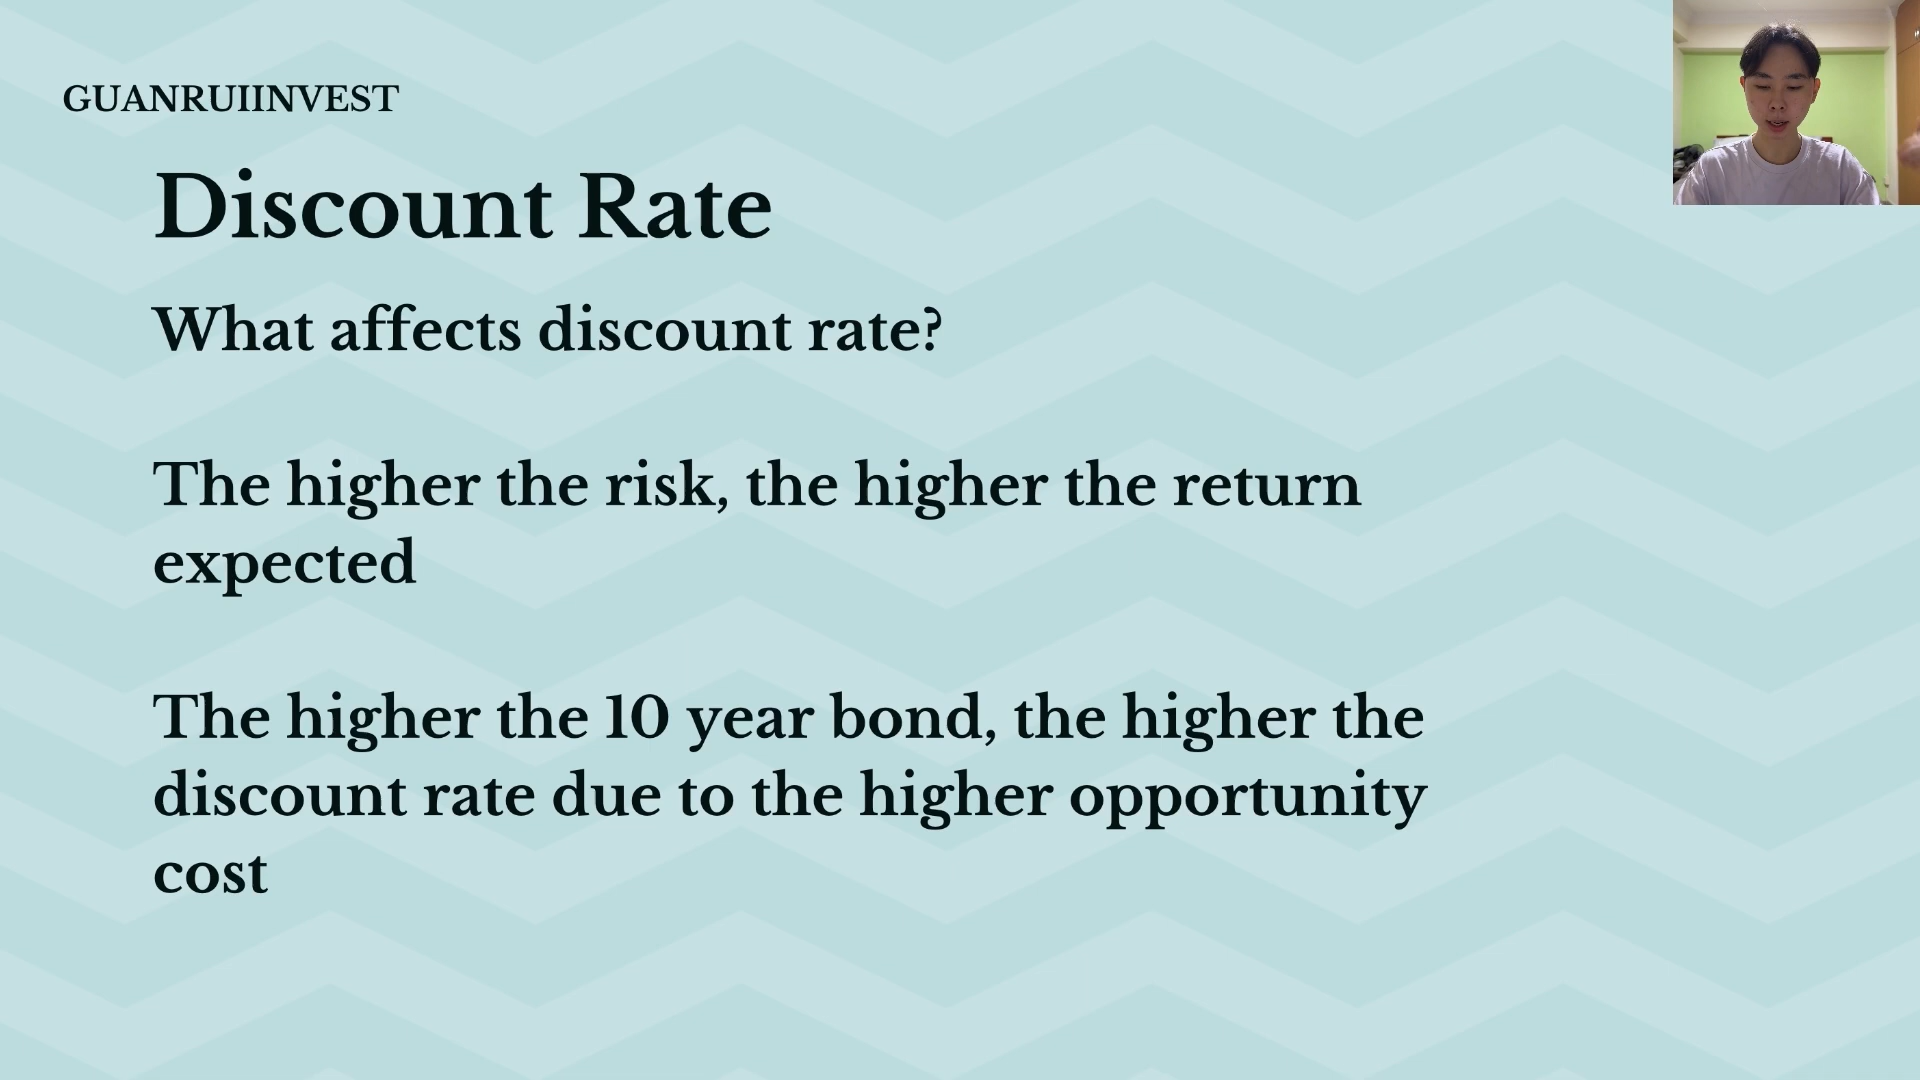 GUANRUIINVEST
Discount Rate
What affects discount rate?
The higher the risk, the higher the return
expected
The higher the 10 year bond, the higher the
discount rate due to the higher opportunity
cost